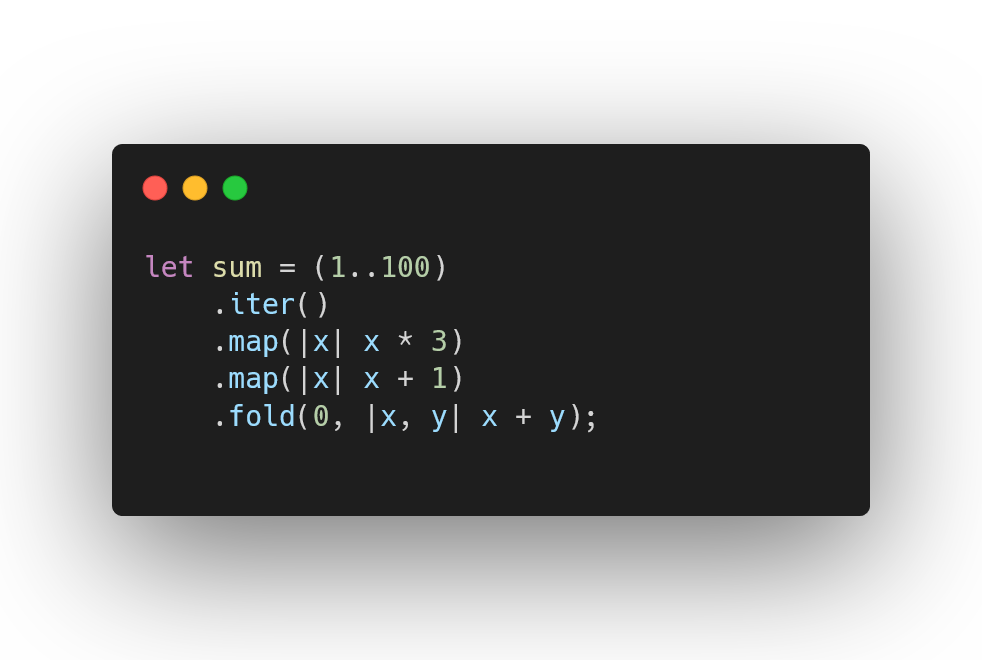 let sum = (1..100)
    .iter()
    .map(|x| x * 3)
    .map(|x| x + 1)
    .fold(0, |x, y| x + y);